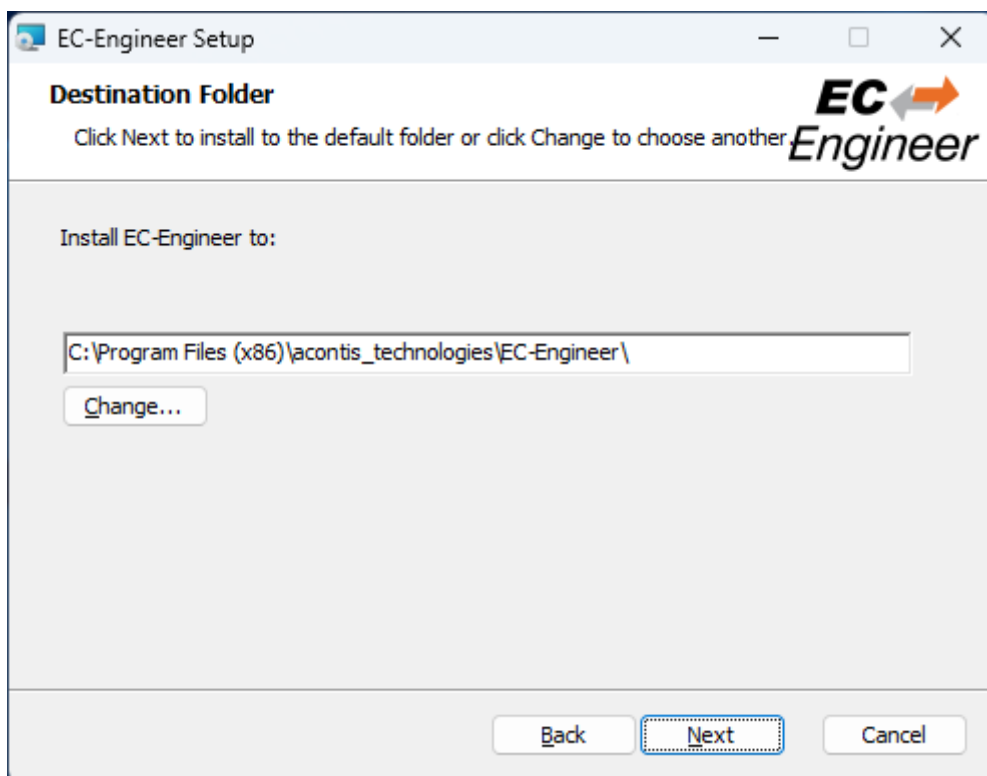 EC-Engineer Setup
Destination Folder
Click Next to install to the default folder or click Change to choose another.
EC
Engineer
Install EC-Engineer to:
C:\Program Files (x86)\acontis_technologies\EC-Engineer\
Change...
Back
Next
Cancel